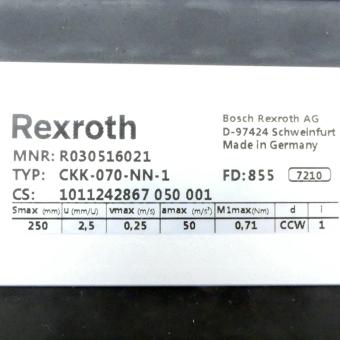 Rexroth
Bosch Rexroth AG
D-97424 Schweinfurt
Made in Germany
MNR: R030516021
TYP: CKK-070-NN-1 FD: 855 7210
CS: 1011242867 050 001
Smax (mm) u (mm/U) vmax (m/s) amax (m/s²) M1max(Nm) d i
250 2,5 0,25 50 0,71 CCW 1